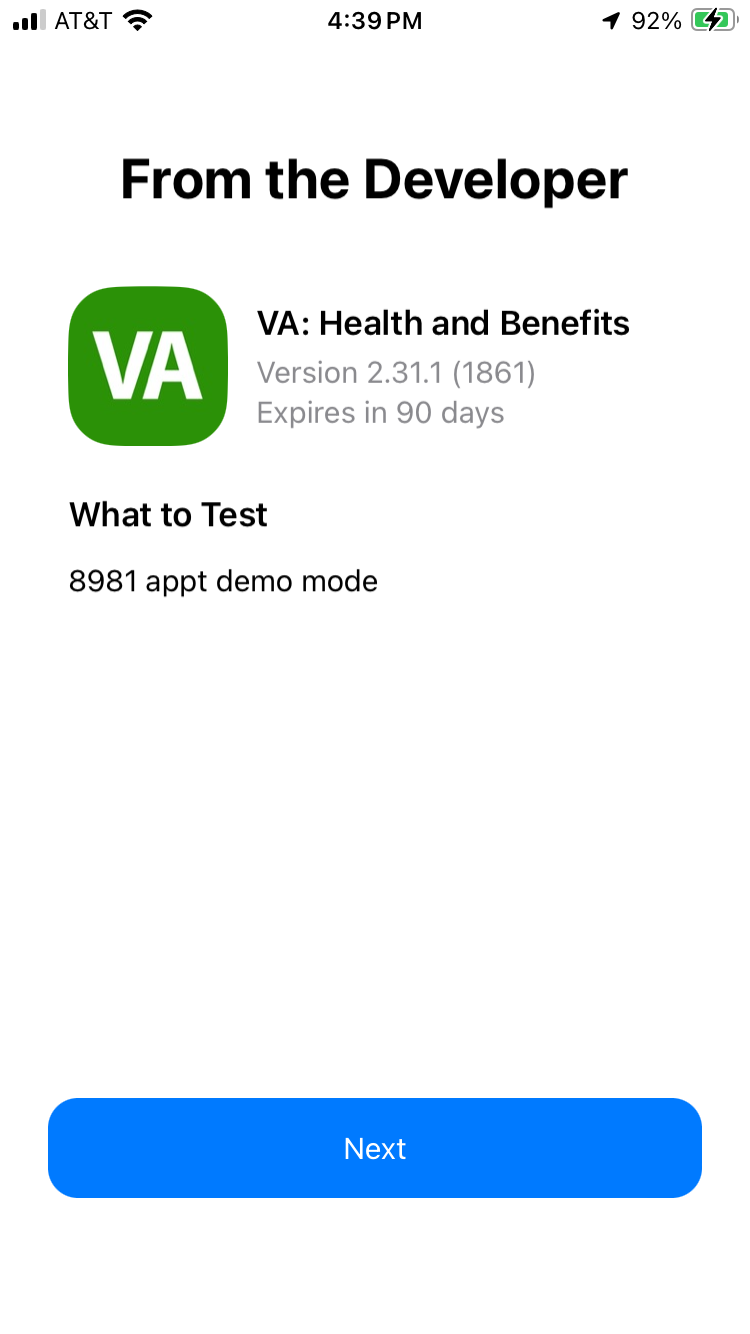 AT&T 4:39 PM 92%
From the Developer
VA
VA: Health and Benefits
Version 2.31.1 (1861)
Expires in 90 days
What to Test
8981 appt demo mode
Next